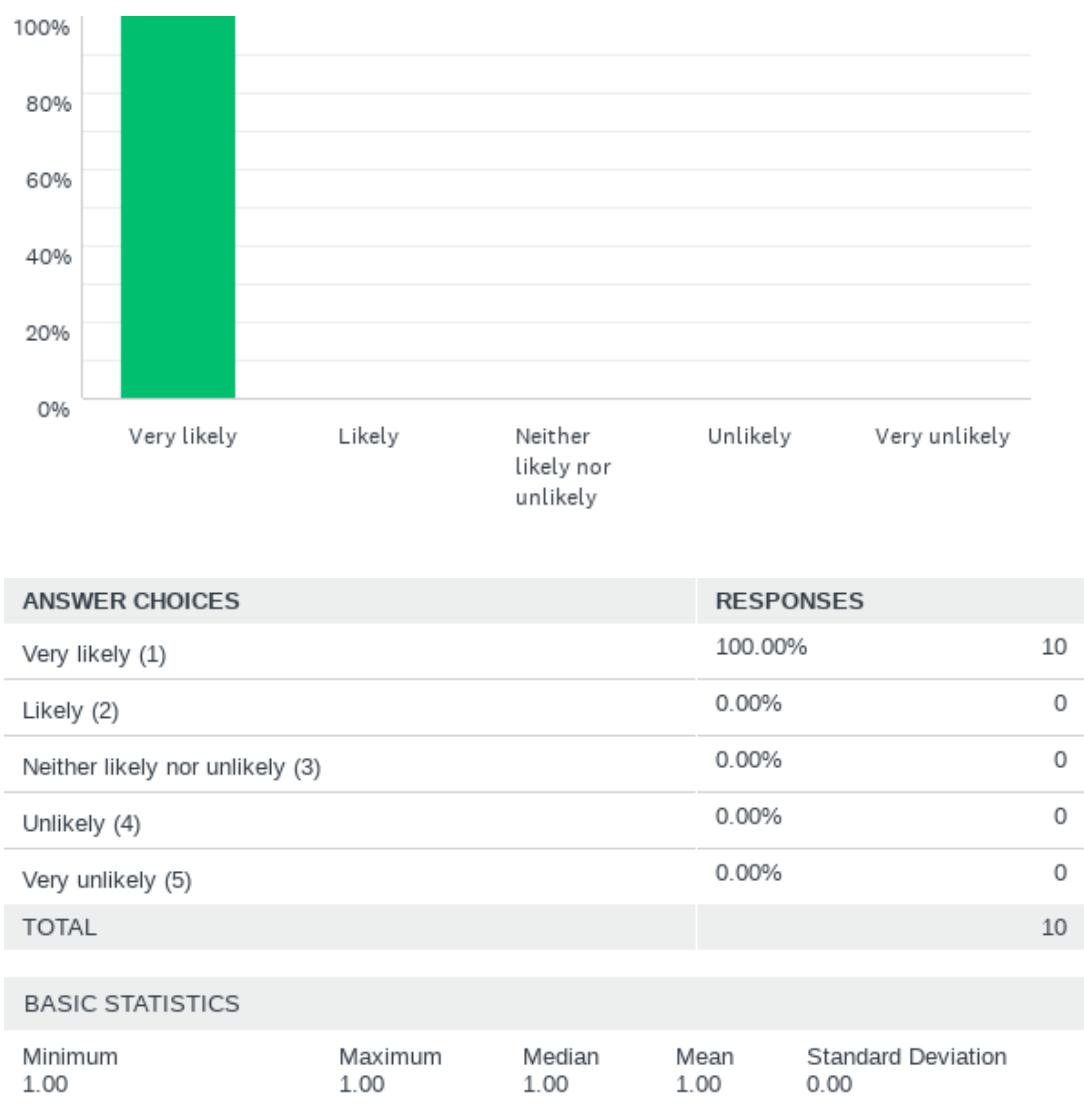 100%
80%
60%
40%
20%
0%
Very likely Likely Neither likely nor unlikely Unlikely Very unlikely
ANSWER CHOICES RESPONSES
Very likely (1) 100.00% 10
Likely (2) 0.00% 0
Neither likely nor unlikely (3) 0.00% 0
Unlikely (4) 0.00% 0
Very unlikely (5) 0.00% 0
TOTAL 10
BASIC STATISTICS
Minimum Maximum Median Mean Standard Deviation
1.00 1.00 1.00 1.00 0.00